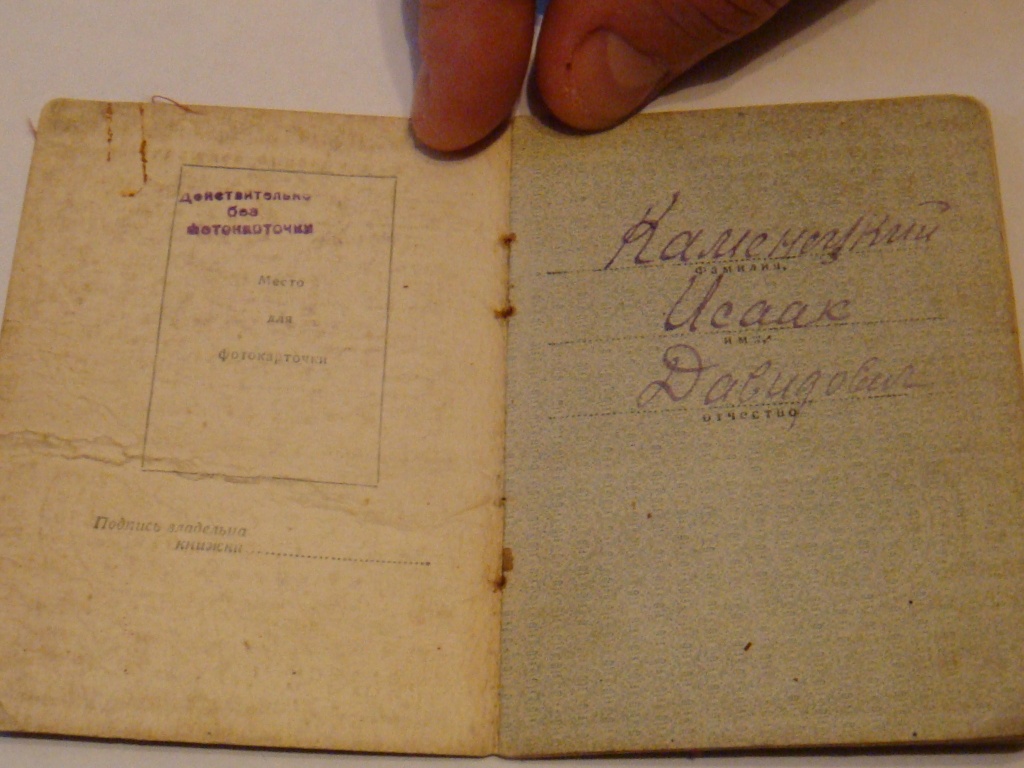 Действительно
без
фотокарточки
Место
для
фотокарточки
Подпись владельца
книжки
Каменецкий
фамилия,
Исаак
имя
Давидович
отчество